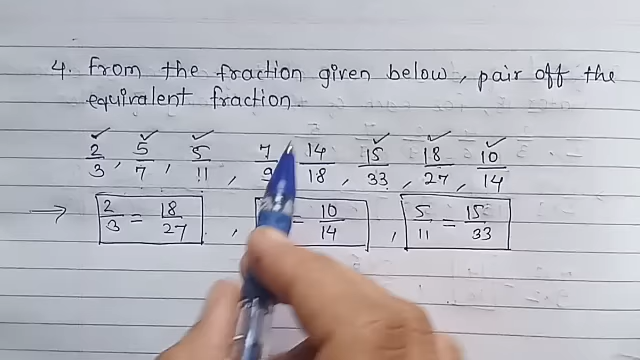 4. From the fraction given below, pair off the
equivalent fraction
2/3, 5/7, 5/11, 7/9 14/18, 15/33, 18/27, 10/14
→ 2/3 = 18/27, = 10/14, 5/11 = 15/33